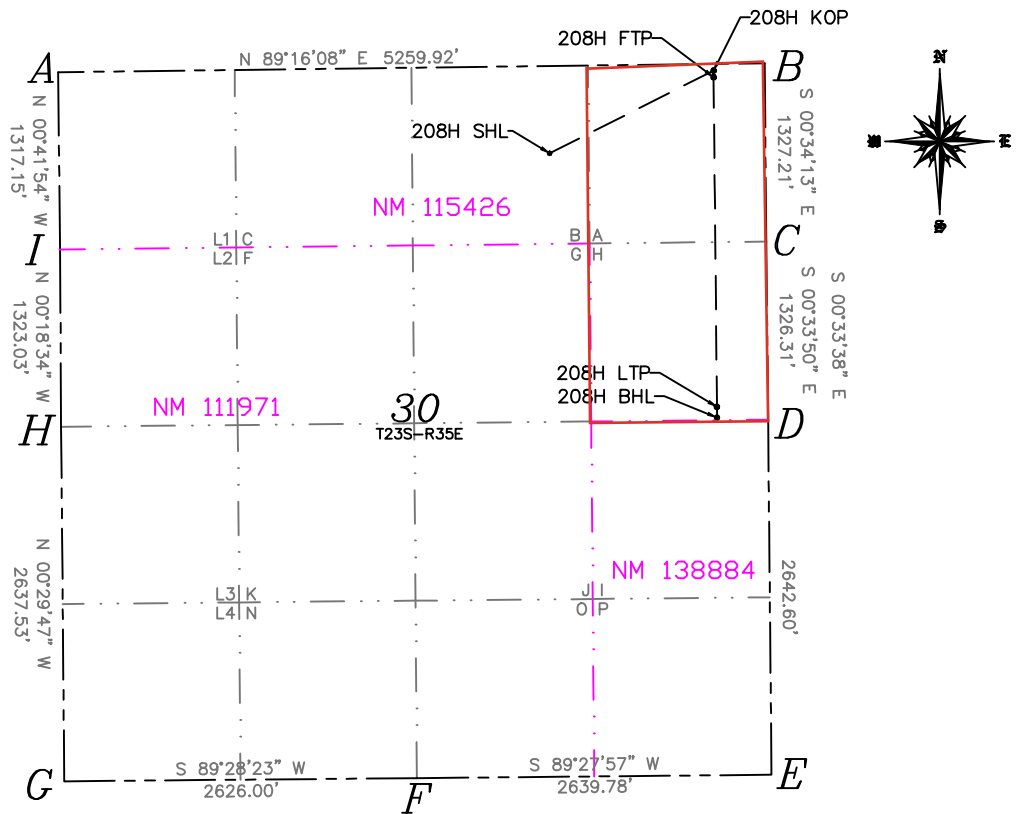 208H KOP
208H FTP
N 89°16'08" E 5259.92'
A
B
N
N 00°41'54" W
1317.15'
S 00°34'13" E
1327.21'
208H SHL
E
NM 115426
S
I
L1 C
L2 F
B A
G H
C
N 00°18'34" W
1323.03'
S 00°33'50" E
1326.31'
S 00°33'38" E
2642.60'
208H LTP
208H BHL
NM 111971
30
T23S-R35E
H
D
N 00°29'47" W
2637.53'
NM 138884
L3 K
L4 N
J I
O P
S 89°28'23" W
2626.00'
S 89°27'57" W
2639.78'
G
F
E